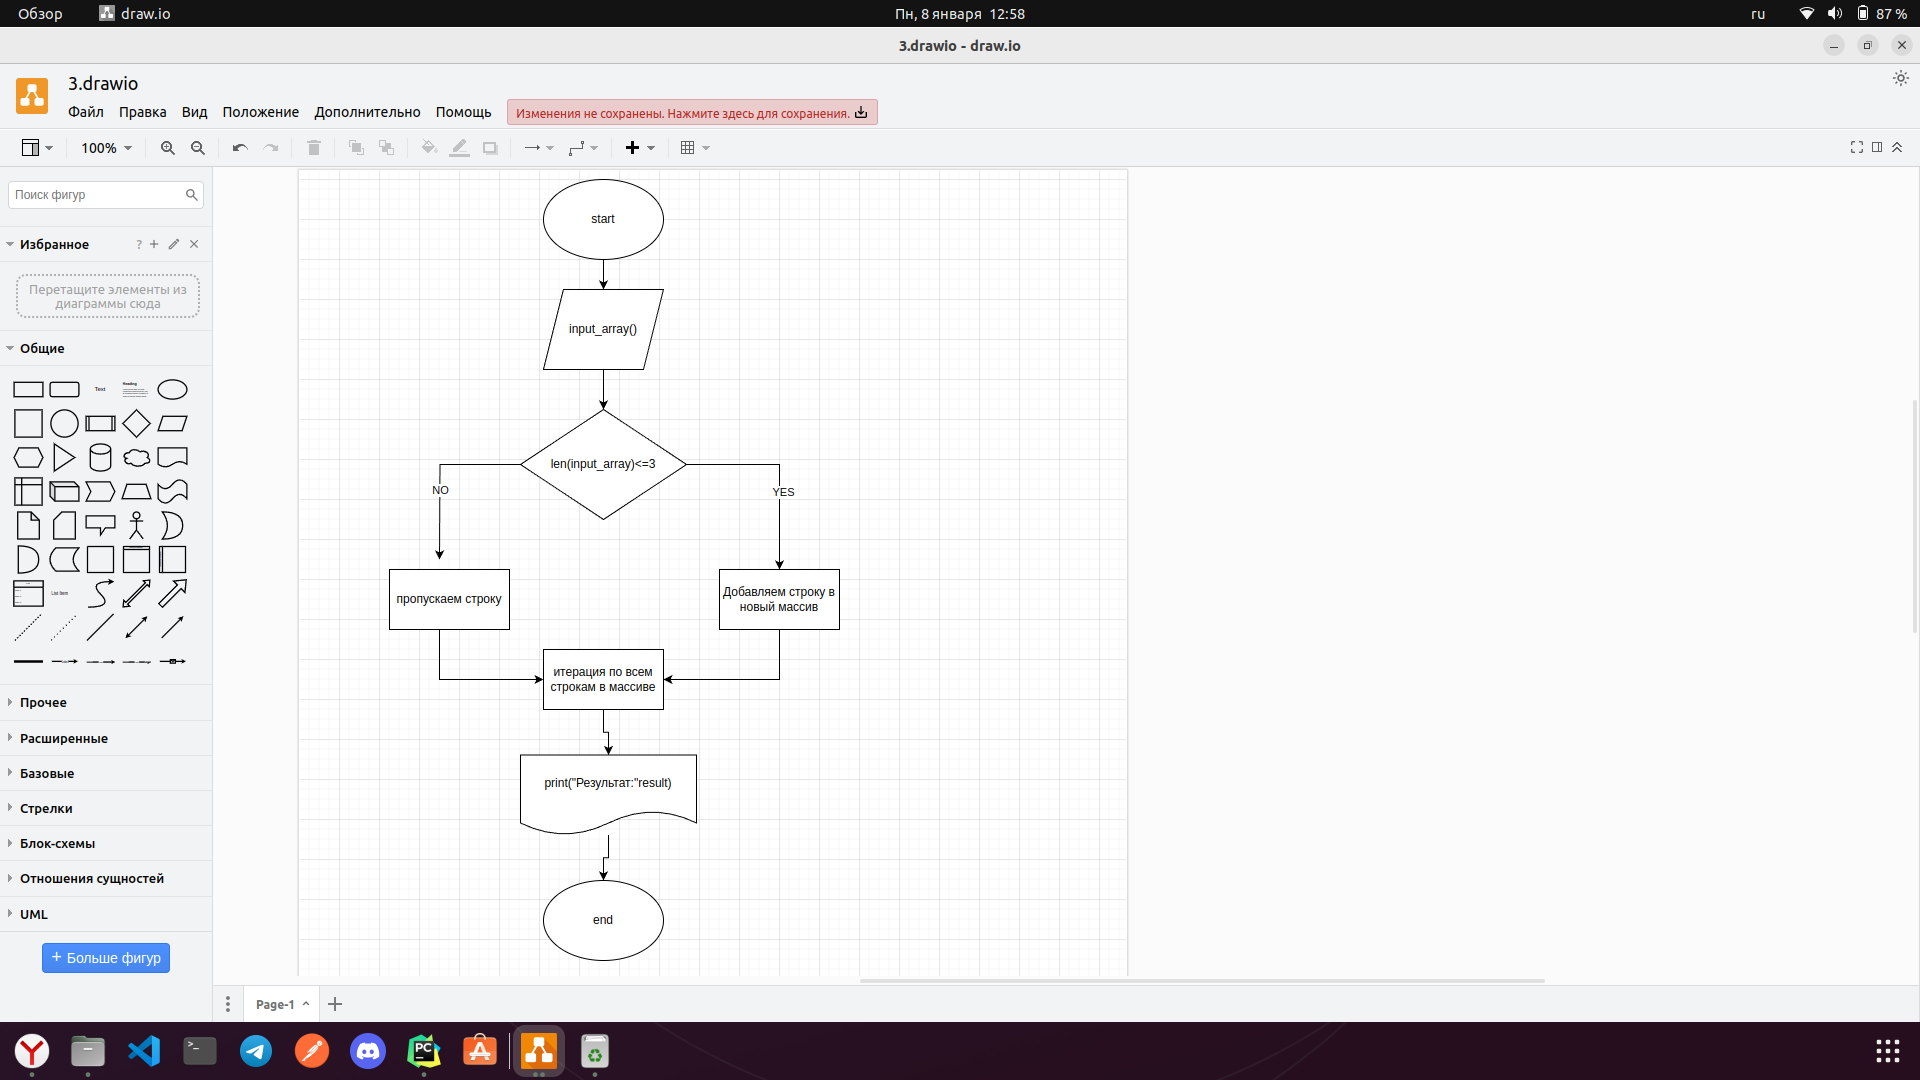 Обзор
draw.io
Пн, 8 января 12:58
ru
87 %
3.drawio - draw.io
3.drawio
Файл Правка Вид Положение Дополнительно Помощь
Изменения не сохранены. Нажмите здесь для сохранения.
100%
Поиск фигур
Избранное
?
Перетащите элементы из
диаграммы сюда
Общие
Text
Heading
List Item
Прочее
Расширенные
Базовые
Стрелки
Блок-схемы
Отношения сущностей
UML
+ Больше фигур
start
input_array()
len(input_array)<=3
NO
YES
пропускаем строку
Добавляем строку в
новый массив
итерация по всем
строкам в массиве
print("Результат:"result)
end
Page-1
PC